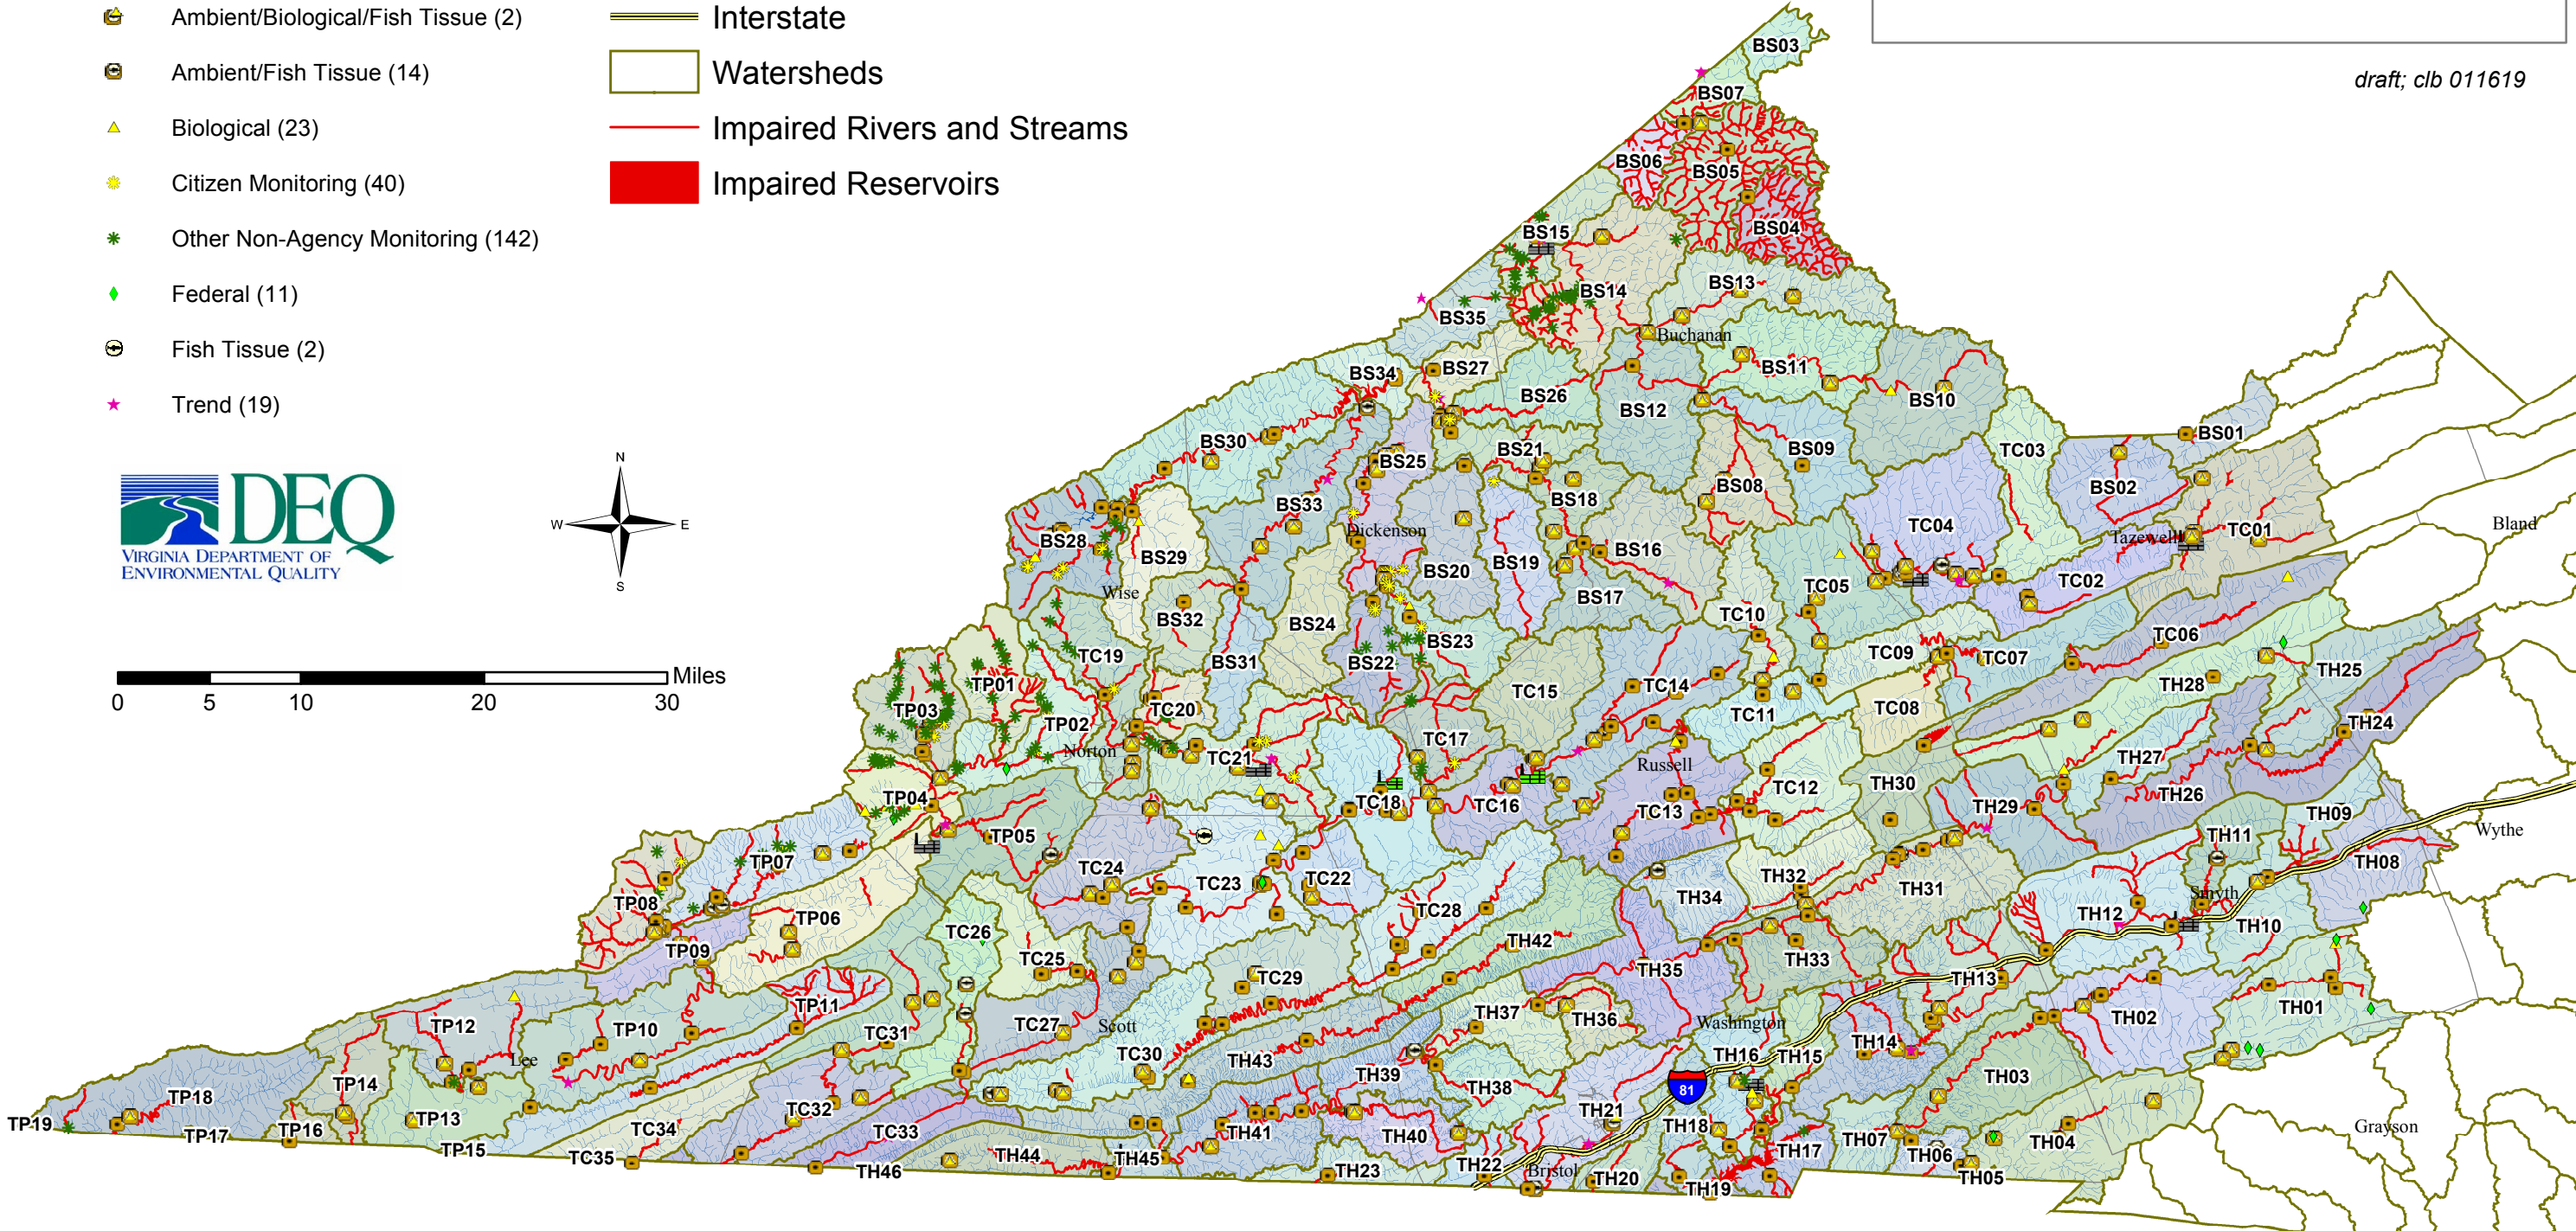 Ambient/Biological/Fish Tissue (2)
Ambient/Fish Tissue (14)
Biological (23)
Citizen Monitoring (40)
Other Non-Agency Monitoring (142)
Federal (11)
Fish Tissue (2)
Trend (19)
Interstate
Watersheds
Impaired Rivers and Streams
Impaired Reservoirs
draft; clb 011619
DEQ
VIRGINIA DEPARTMENT OF
ENVIRONMENTAL QUALITY
N
W E
S
0 5 10 20 30
Miles
BS03
BS07
BS06
BS05
BS04
BS15
BS13
BS14
BS35
Buchanan
BS11
BS34
BS27
BS26
BS12
BS10
BS30
BS21
BS09
TC03
BS01
BS25
BS18
BS08
BS02
BS33
Dickenson
TC04
Tazewell
TC01
Bland
BS28
BS29
BS20
BS19
BS16
TC05
TC02
Wise
BS32
BS24
BS17
TC10
BS23
TC06
TC19
BS31
BS22
TC09
TC07
TH25
TP01
TC15
TC14
TH28
TP03
TP02
TC20
TC08
TC11
TH24
Norton
TC21
TC17
Russell
TH27
TC12
TH30
TH26
TP04
TC18
TC16
TC13
TH29
TH09
Wythe
TP05
TH11
TH08
TP07
TC24
TC23
TC22
TH32
TH31
Smyth
TP08
TP06
TC28
TH34
TH12
TH10
TC26
TH42
TP09
TC25
TC29
TH35
TH33
TH13
TP12
TP10
TP11
TC31
TC27
Scott
TH37
TH36
Washington
TH02
TH01
Lee
TC30
TH43
TH39
TH16
TH15
TH14
TH03
TP14
TH38
81
TP18
TC32
TH21
TP19
TP17
TP16
TP13
TC34
TC33
TH41
TH40
TH18
TH07
TH04
Grayson
TP15
TC35
TH46
TH44
TH45
TH23
TH22
Bristol
TH20
TH19
TH17
TH06
TH05